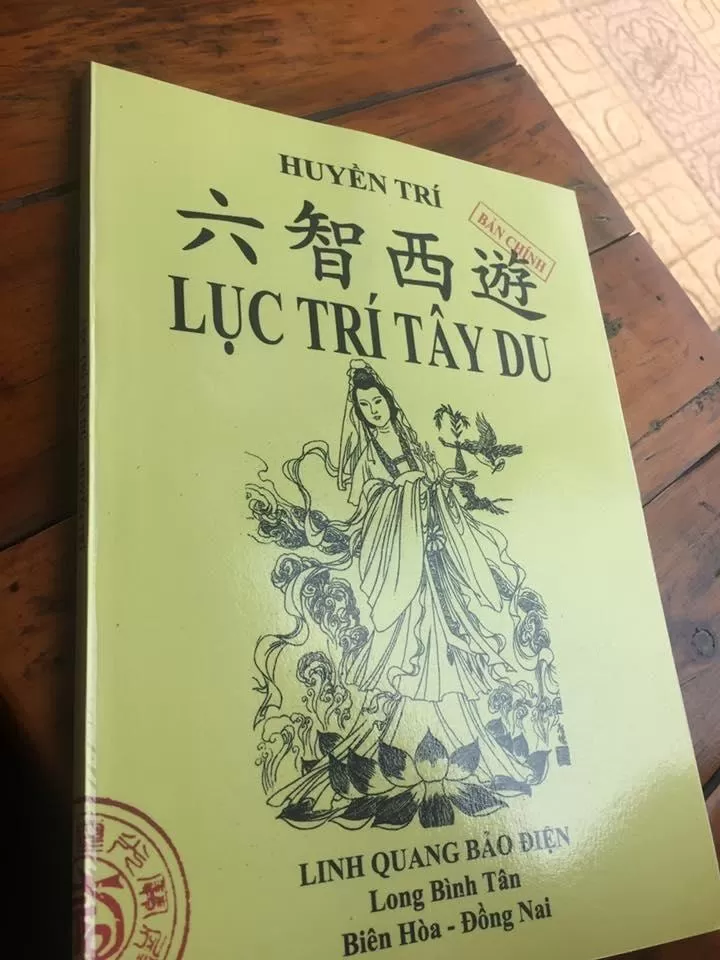 HUYỀN TRÍ
六智西遊
BẢN CHÍNH
LỤC TRÍ TÂY DU
LINH QUANG BẢO ĐIỆN
Long Bình Tân
Biên Hòa - Đồng Nai